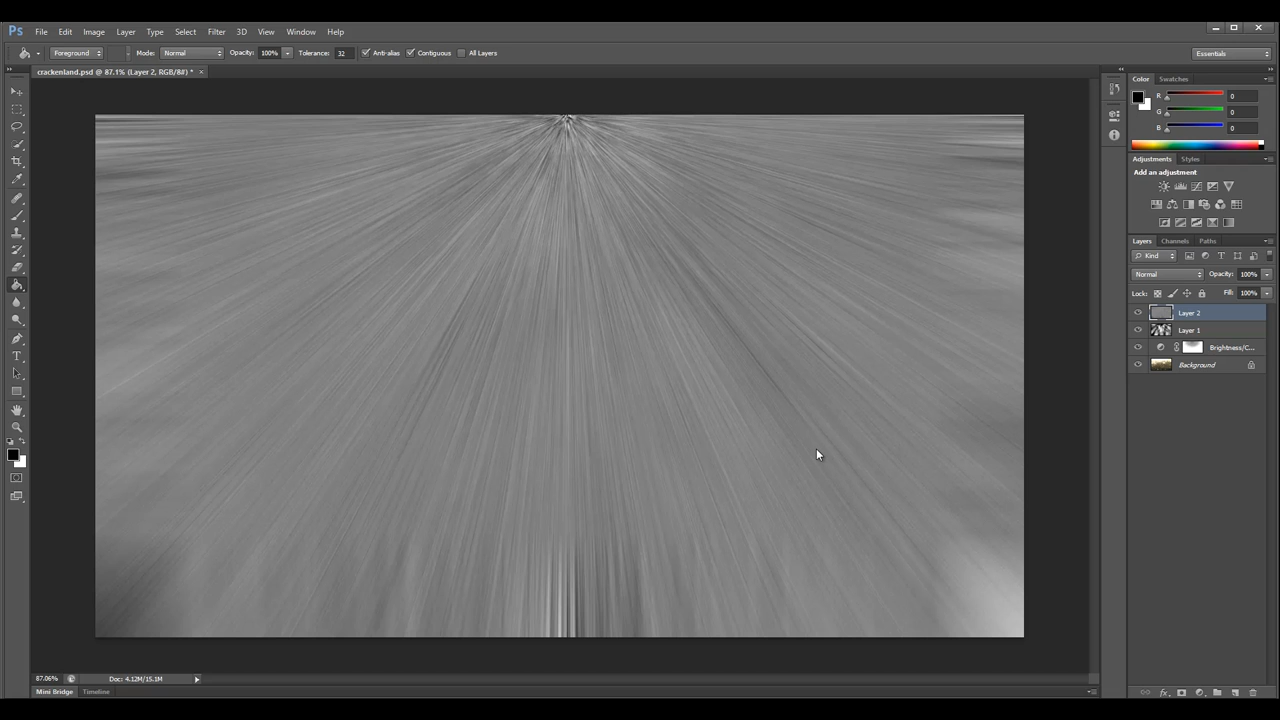 Ps File Edit Image Layer Type Select Filter 3D View Window Help
Foreground Mode: Normal Opacity: 100% Tolerance: 32 Anti-alias Contiguous All Layers Essentials
crackenland.psd @ 87.1% (Layer 2, RGB/8#) * ×
Color Swatches
R 0
G 0
B 0
Adjustments Styles
Add an adjustment
Layers Channels Paths
Kind
Normal Opacity: 100%
Lock: Fill: 100%
Layer 2
Layer 1
Brightness/C...
Background
87.06% Doc: 4.12M/15.1M
Mini Bridge Timeline